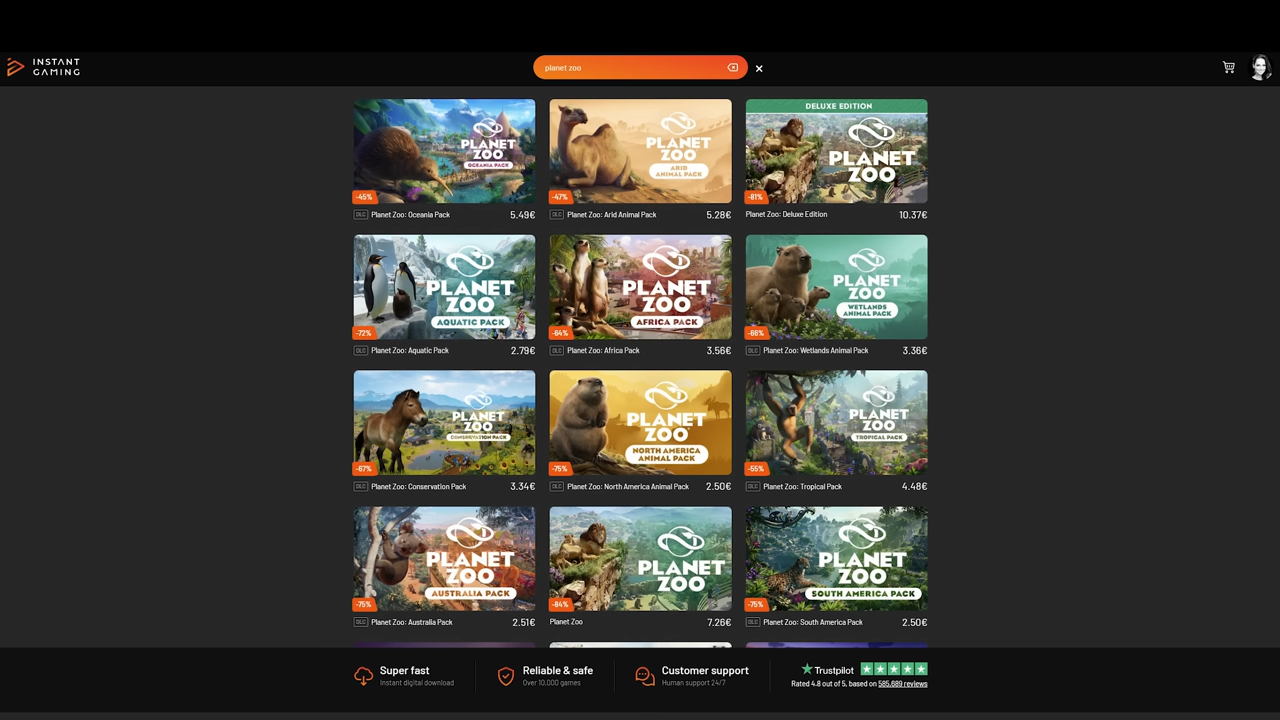 INSTANT
GAMING
planet zoo
PLANET
ZOO
OCEANIA PACK
-45%
DLC Planet Zoo: Oceania Pack 5.49€
PLANET
ZOO
ARID
ANIMAL PACK
-47%
DLC Planet Zoo: Arid Animal Pack 5.28€
DELUXE EDITION
PLANET
ZOO
-81%
Planet Zoo: Deluxe Edition 10.37€
PLANET
ZOO
AQUATIC PACK
-72%
DLC Planet Zoo: Aquatic Pack 2.79€
PLANET
ZOO
AFRICA PACK
-64%
DLC Planet Zoo: Africa Pack 3.56€
PLANET
ZOO
WETLANDS
ANIMAL PACK
-66%
DLC Planet Zoo: Wetlands Animal Pack 3.36€
PLANET
ZOO
CONSERVATION PACK
-67%
DLC Planet Zoo: Conservation Pack 3.34€
PLANET
ZOO
NORTH AMERICA
ANIMAL PACK
-75%
DLC Planet Zoo: North America Animal Pack 2.50€
PLANET
ZOO
TROPICAL PACK
-55%
DLC Planet Zoo: Tropical Pack 4.48€
PLANET
ZOO
AUSTRALIA PACK
-75%
DLC Planet Zoo: Australia Pack 2.51€
PLANET
ZOO
-84%
Planet Zoo 7.26€
PLANET
ZOO
SOUTH AMERICA PACK
-75%
DLC Planet Zoo: South America Pack 2.50€
Super fast
Instant digital download
Reliable & safe
Over 10,000 games
Customer support
Human support 24/7
Trustpilot
Rated 4.8 out of 5, based on 585,689 reviews